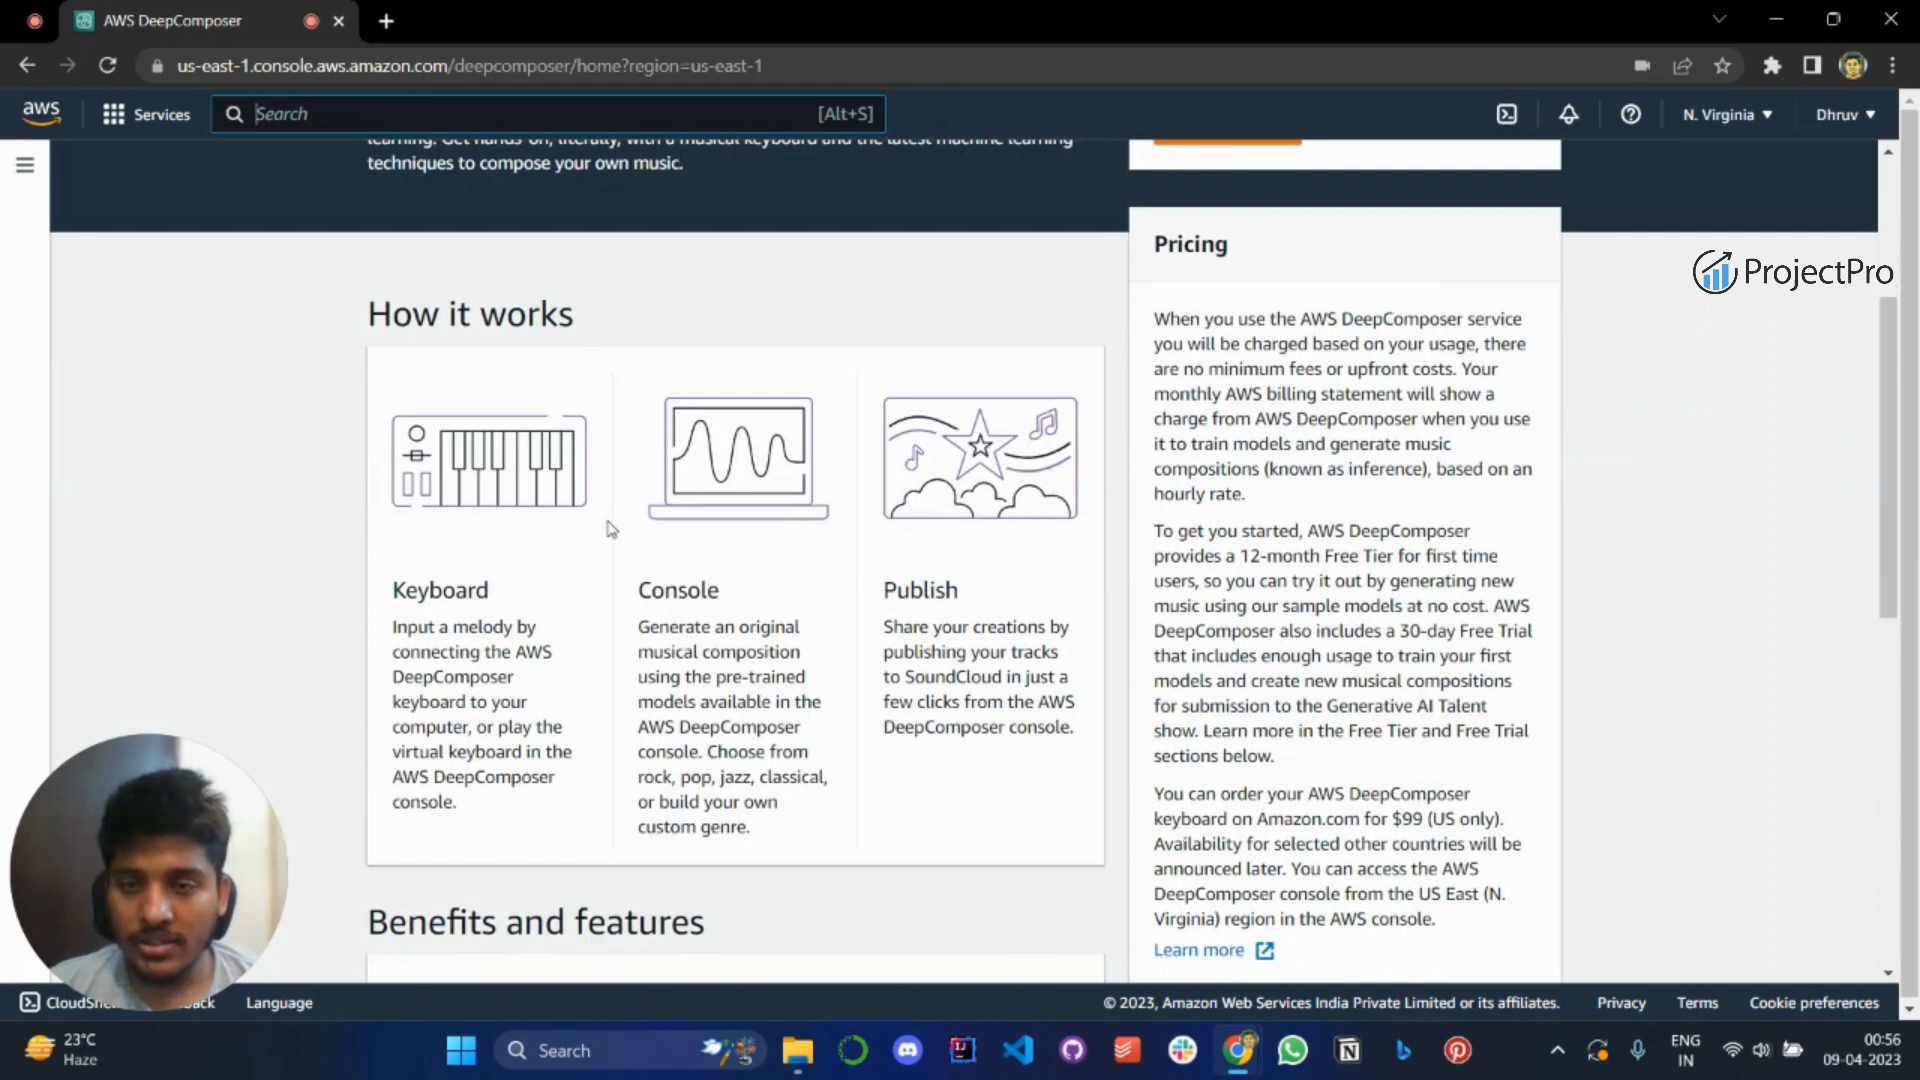 AWS DeepComposer
us-east-1.console.aws.amazon.com/deepcomposer/home?region=us-east-1
aws
Services
Search
[Alt+S]
N. Virginia
Dhruv
learning. Get hands-on, literally, with a musical keyboard and the latest machine learning
techniques to compose your own music.
How it works
Keyboard
Input a melody by
connecting the AWS
DeepComposer
keyboard to your
computer, or play the
virtual keyboard in the
AWS DeepComposer
console.
Console
Generate an original
musical composition
using the pre-trained
models available in the
AWS DeepComposer
console. Choose from
rock, pop, jazz, classical,
or build your own
custom genre.
Publish
Share your creations by
publishing your tracks
to SoundCloud in just a
few clicks from the AWS
DeepComposer console.
Benefits and features
Pricing
When you use the AWS DeepComposer service
you will be charged based on your usage, there
are no minimum fees or upfront costs. Your
monthly AWS billing statement will show a
charge from AWS DeepComposer when you use
it to train models and generate music
compositions (known as inference), based on an
hourly rate.
To get you started, AWS DeepComposer
provides a 12-month Free Tier for first time
users, so you can try it out by generating new
music using our sample models at no cost. AWS
DeepComposer also includes a 30-day Free Trial
that includes enough usage to train your first
models and create new musical compositions
for submission to the Generative AI Talent
show. Learn more in the Free Tier and Free Trial
sections below.
You can order your AWS DeepComposer
keyboard on Amazon.com for $99 (US only).
Availability for selected other countries will be
announced later. You can access the AWS
DeepComposer console from the US East (N.
Virginia) region in the AWS console.
Learn more
ProjectPro
Language
© 2023, Amazon Web Services India Private Limited or its affiliates.
Privacy
Terms
Cookie preferences
23°C
Haze
Search
ENG
IN
00:56
09-04-2023